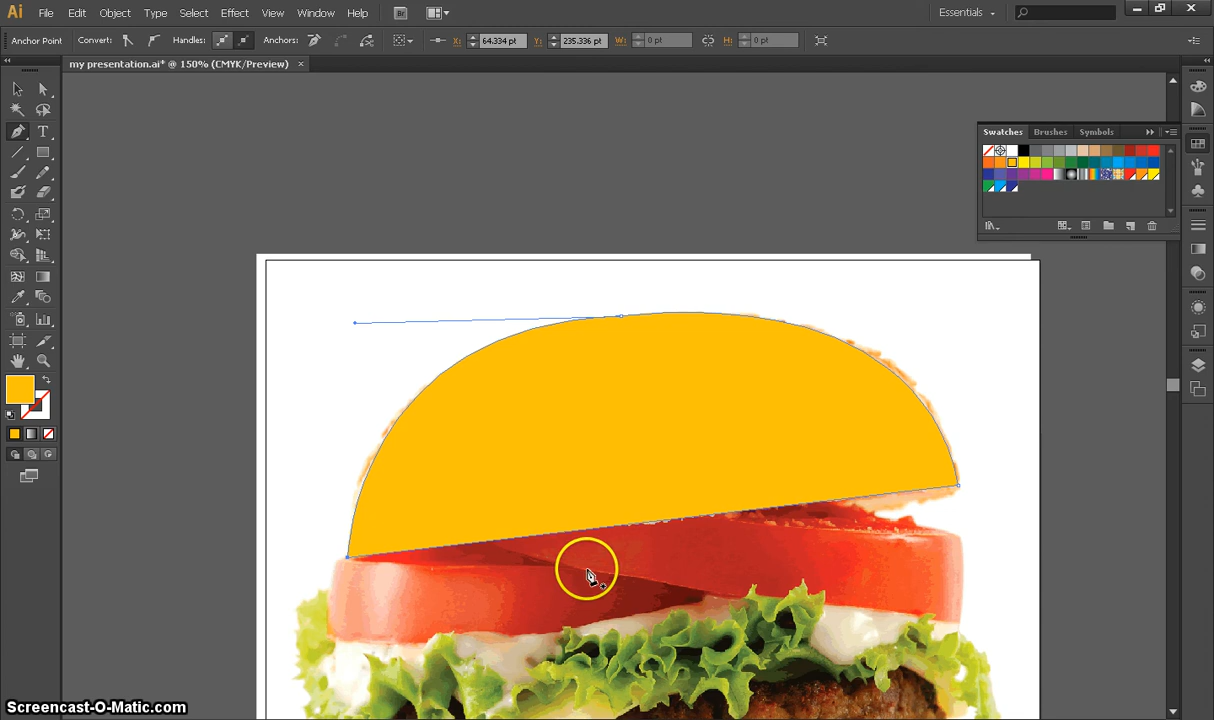 Ai File Edit Object Type Select Effect View Window Help Br Essentials
Anchor Point Convert: Handles: Anchors: X: 64.334 pt Y: 235.336 pt W: 0 pt H: 0 pt
my presentation.ai* @ 150% (CMYK/Preview) ×
Swatches Brushes Symbols
T
Screencast-O-Matic.com